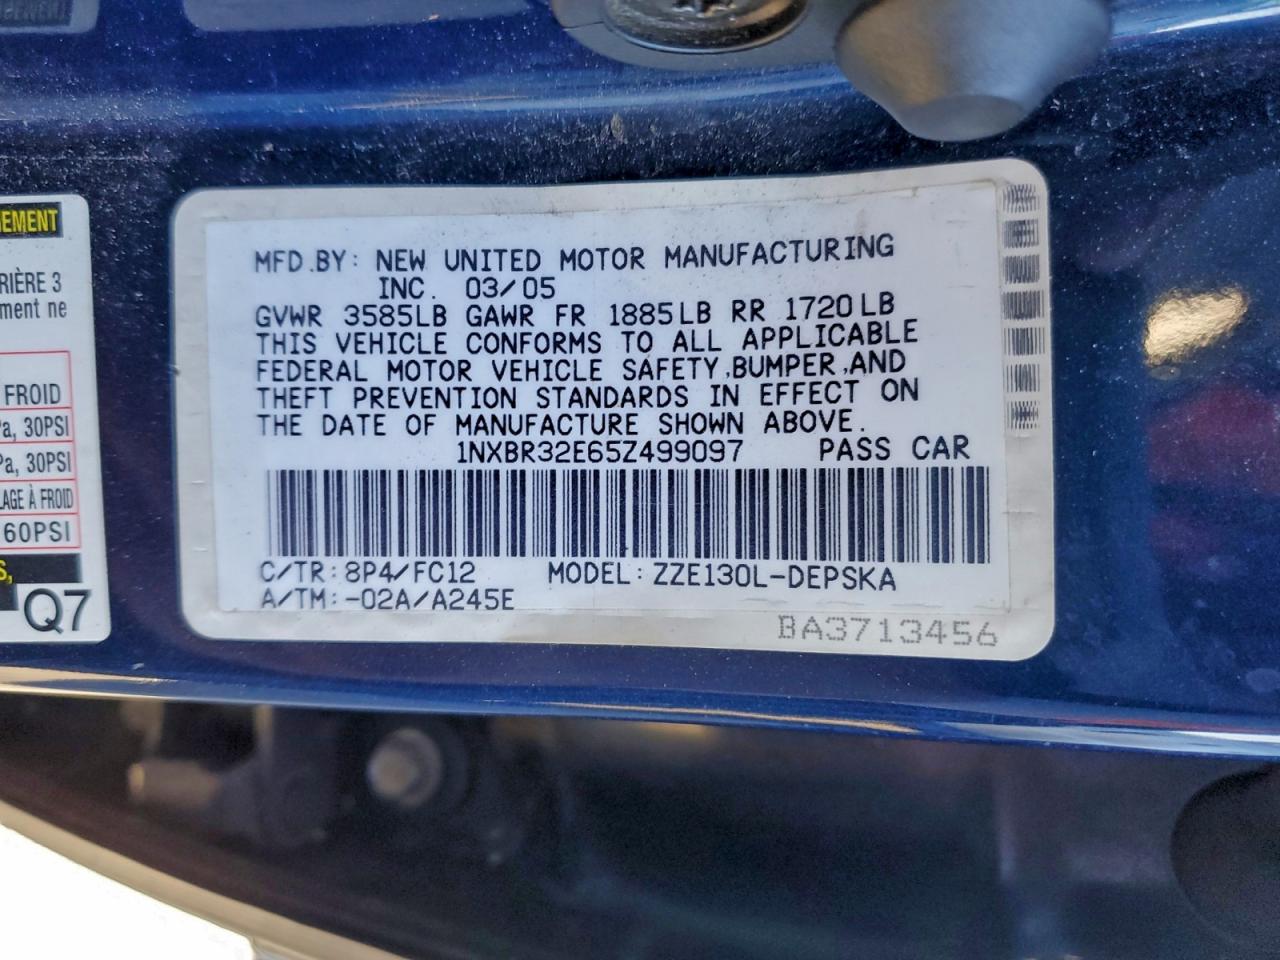 GEMENT
RIÈRE 3
ment ne
FROID
a, 30PSI
Pa, 30PSI
LAGE À FROID
60PSI
S,
Q7
MFD.BY: NEW UNITED MOTOR MANUFACTURING
INC. 03/05
GVWR 3585LB GAWR FR 1885LB RR 1720LB
THIS VEHICLE CONFORMS TO ALL APPLICABLE
FEDERAL MOTOR VEHICLE SAFETY,BUMPER,AND
THEFT PREVENTION STANDARDS IN EFFECT ON
THE DATE OF MANUFACTURE SHOWN ABOVE.
1NXBR32E65Z499097 PASS CAR
C/TR: 8P4/FC12 MODEL: ZZE130L-DEPSKA
A/TM:-02A/A245E
BA3713456